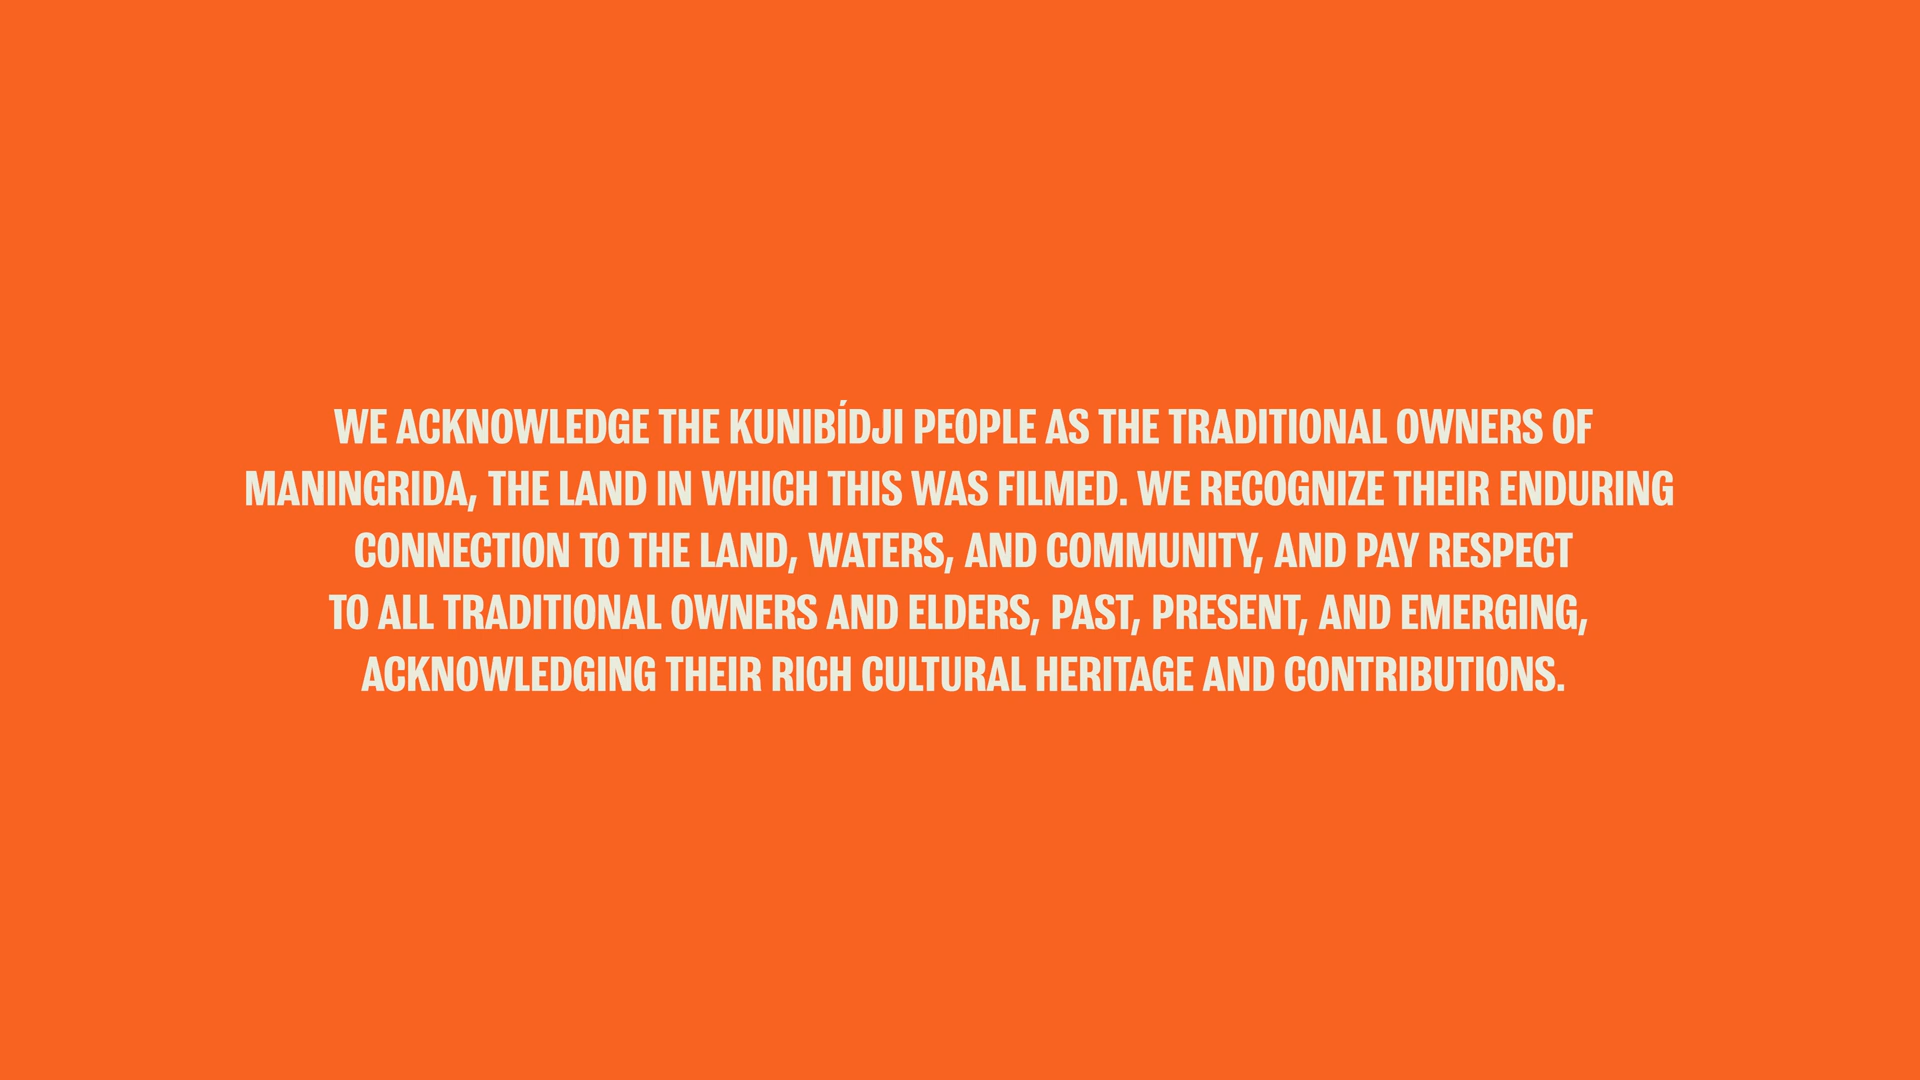 WE ACKNOWLEDGE THE KUNIBÍDJI PEOPLE AS THE TRADITIONAL OWNERS OF
MANINGRIDA, THE LAND IN WHICH THIS WAS FILMED. WE RECOGNIZE THEIR ENDURING
CONNECTION TO THE LAND, WATERS, AND COMMUNITY, AND PAY RESPECT
TO ALL TRADITIONAL OWNERS AND ELDERS, PAST, PRESENT, AND EMERGING,
ACKNOWLEDGING THEIR RICH CULTURAL HERITAGE AND CONTRIBUTIONS.